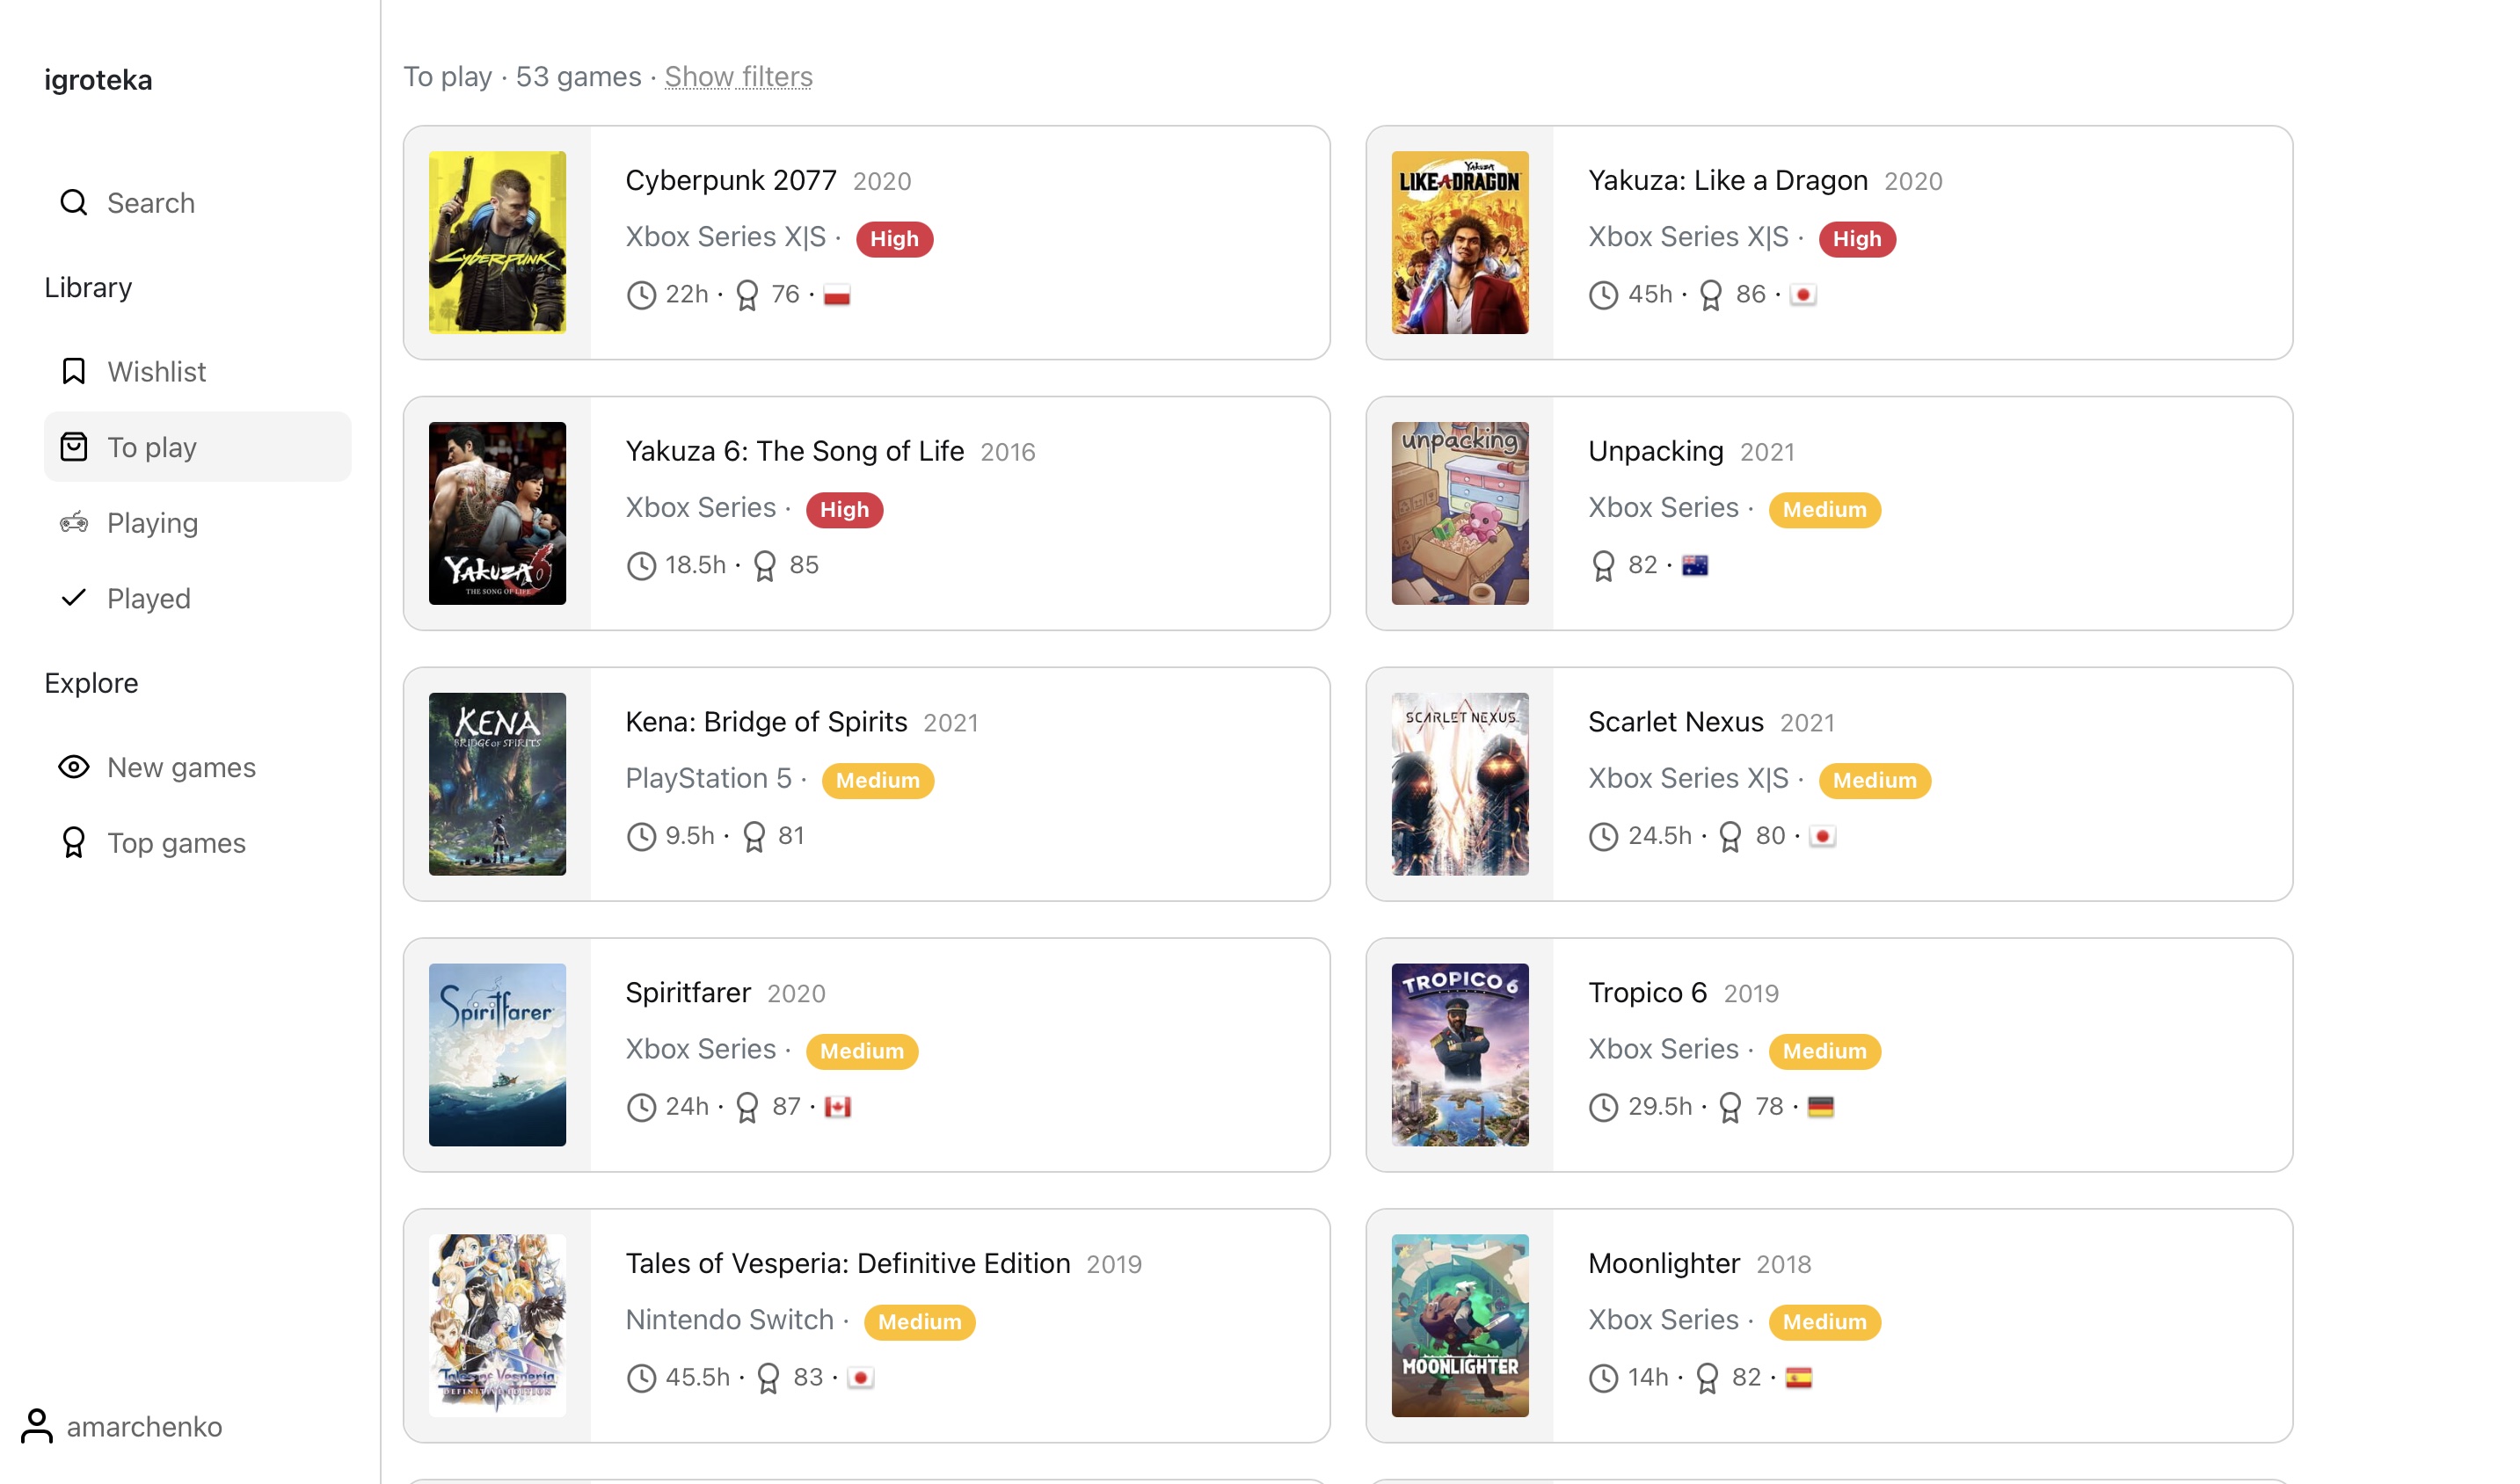 igroteka
Search
Library
Wishlist
To play
Playing
Played
Explore
New games
Top games
amarchenko
To play · 53 games · Show filters
CYBERPUNK
Cyberpunk 2077 2020
Xbox Series X|S · High
22h · 76 ·
YAKUZA
LIKE A DRAGON
Yakuza: Like a Dragon 2020
Xbox Series X|S · High
45h · 86 ·
YAKUZA 6
THE SONG OF LIFE
Yakuza 6: The Song of Life 2016
Xbox Series · High
18.5h · 85
unpacking
Unpacking 2021
Xbox Series · Medium
82 ·
KENA
BRIDGE OF SPIRITS
Kena: Bridge of Spirits 2021
PlayStation 5 · Medium
9.5h · 81
SCARLET NEXUS
Scarlet Nexus 2021
Xbox Series X|S · Medium
24.5h · 80 ·
Spiritfarer
Spiritfarer 2020
Xbox Series · Medium
24h · 87 ·
TROPICO 6
Tropico 6 2019
Xbox Series · Medium
29.5h · 78 ·
Tales of Vesperia
DEFINITIVE EDITION
Tales of Vesperia: Definitive Edition 2019
Nintendo Switch · Medium
45.5h · 83 ·
MOONLIGHTER
Moonlighter 2018
Xbox Series · Medium
14h · 82 ·